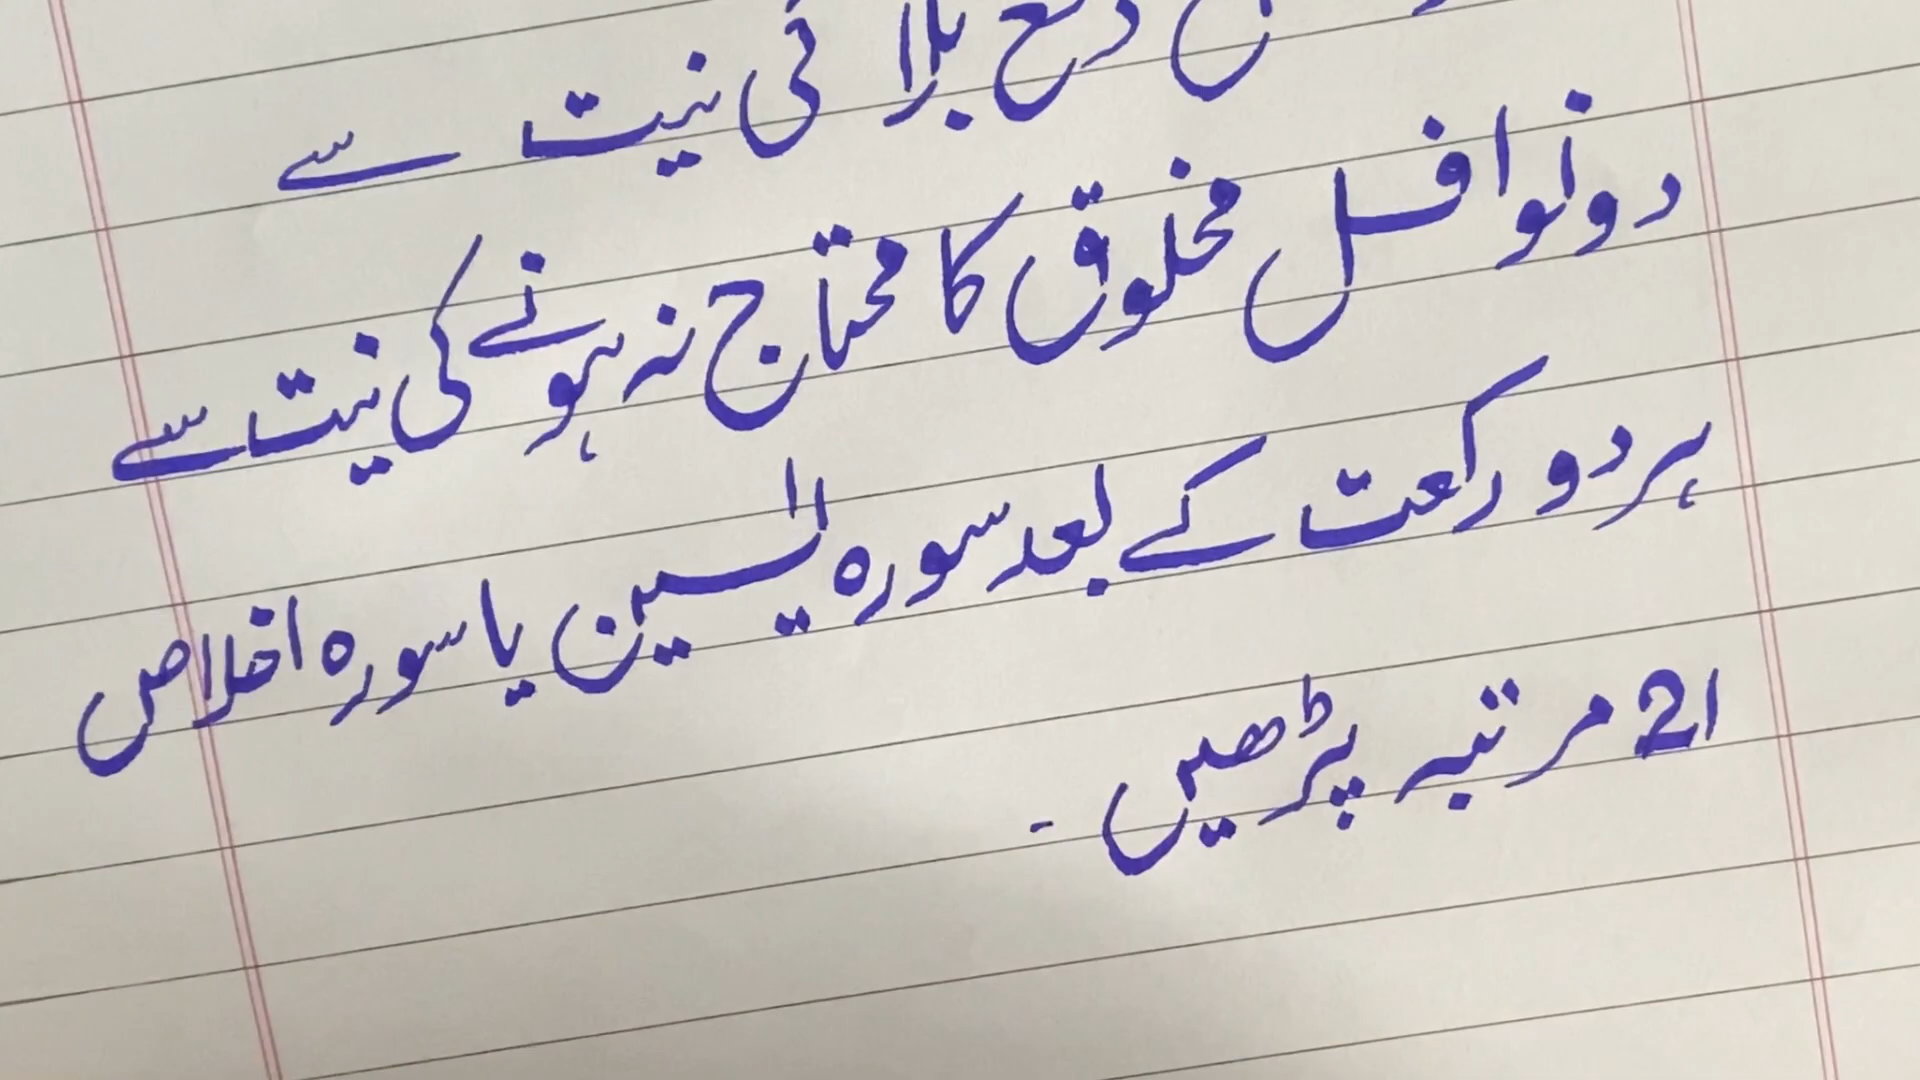 دفع بلا کی نیت سے
دو نوافل مخلوق کا محتاج نہ ہونے کی نیت سے
ہر دو رکعت کے بعد سورہ الیسین یا سورہ اخلاص
21 مرتبہ پڑھیں ۔